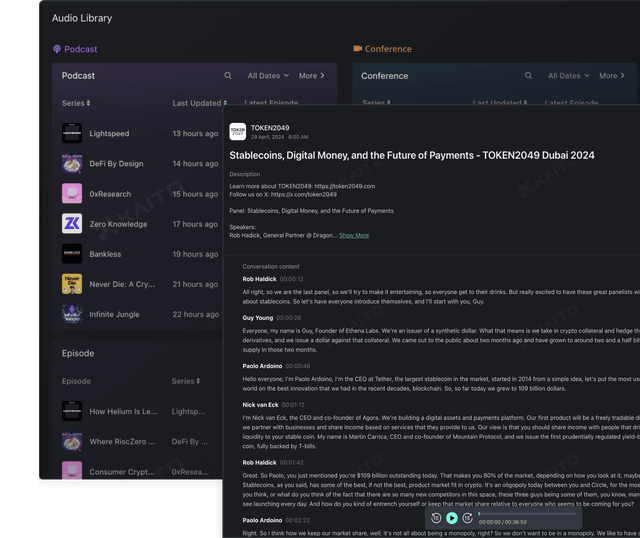 Audio Library
Podcast
Conference
Podcast
All Dates
More
Conference
All Dates
More
Series
Last Updated
Latest Episode
Series
Last Updated
Latest Episode
Lightspeed
13 hours ago
DeFi By Design
14 hours ago
0xResearch
15 hours ago
Zero Knowledge
17 hours ago
Bankless
19 hours ago
Never Die: A Cry...
21 hours ago
Infinite Jungle
22 hours ago
Episode
Episode
Series
How Helium Is Le...
Lightsp...
Where RiscZero ...
DeFi By ...
Consumer Crypt...
0xResea...
KAITO
TOKEN2049
29 April, 2024 · 8:00 AM
Stablecoins, Digital Money, and the Future of Payments - TOKEN2049 Dubai 2024
Description
Learn more about TOKEN2049: https://token2049.com
Follow us on X: https://x.com/token2049
Panel: Stablecoins, Digital Money, and the Future of Payments
Speakers:
Rob Hadick, General Partner @ Dragon... Show More
Conversation content
Rob Haldick 00:00:12
All right, so we are the last panel, so we'll try to make it entertaining, so everyone get to their drinks. But really excited to have these great panelists wi
about stablecoins. So let's have everyone introduce themselves, and I'll start with you, Guy.
Guy Young 00:00:26
Everyone, my name is Guy, Founder of Ethena Labs. We're an issuer of a synthetic dollar. What that means is we take in crypto collateral and hedge th
derivatives, and we issue a dollar against that collateral. We came out to the public about two months ago and have grown to around two and a half bil
supply in those two months.
Paolo Ardoino 00:00:48
Hello everyone, I'm Paolo Ardoino, I'm the CEO at Tether, the largest stablecoin in the market, started in 2014 from a simple idea, let's put the most use
world on the best innovation that we had in the recent decades, blockchain. So, so far today we grew to 109 billion dollars.
Nick van Eck 00:01:12
I'm Nick van Eck, the CEO and co-founder of Agora. We're building a digital assets and payments platform. Our first product will be a freely tradable di
we partner with businesses and share income based on services that they provide to us. Our view is that you should share income with people that dri
liquidity to your stable coin. My name is Martin Carrica, CEO and co-founder of Mountain Protocol, and we issue the first prudentially regulated yield-b
coin, fully backed by T-bills.
Rob Haldick 00:01:42
Great. So Paolo, you just mentioned you're $109 billion outstanding today. That makes you 80% of the market, depending on how you look at it, maybe
Stablecoins, as you said, has some of the best, if not the best, product market fit in crypto. It's an oligopoly today between you and Circle, for the mos
you think, or what do you think of the fact that there are so many new competitors in this space, these three guys being some of them, you know, man
see launching every day. And how do you kind of entrench yourself or keep that market share relative to everyone who seems to be coming for you?
Paolo Ardoino 00:02:22
Right. So I think how we keep our market share, well, it's not all about being a monopoly, right? So we don't want to be in a monopoly. We like to have
15
15
00:00:00 / 00:36:53